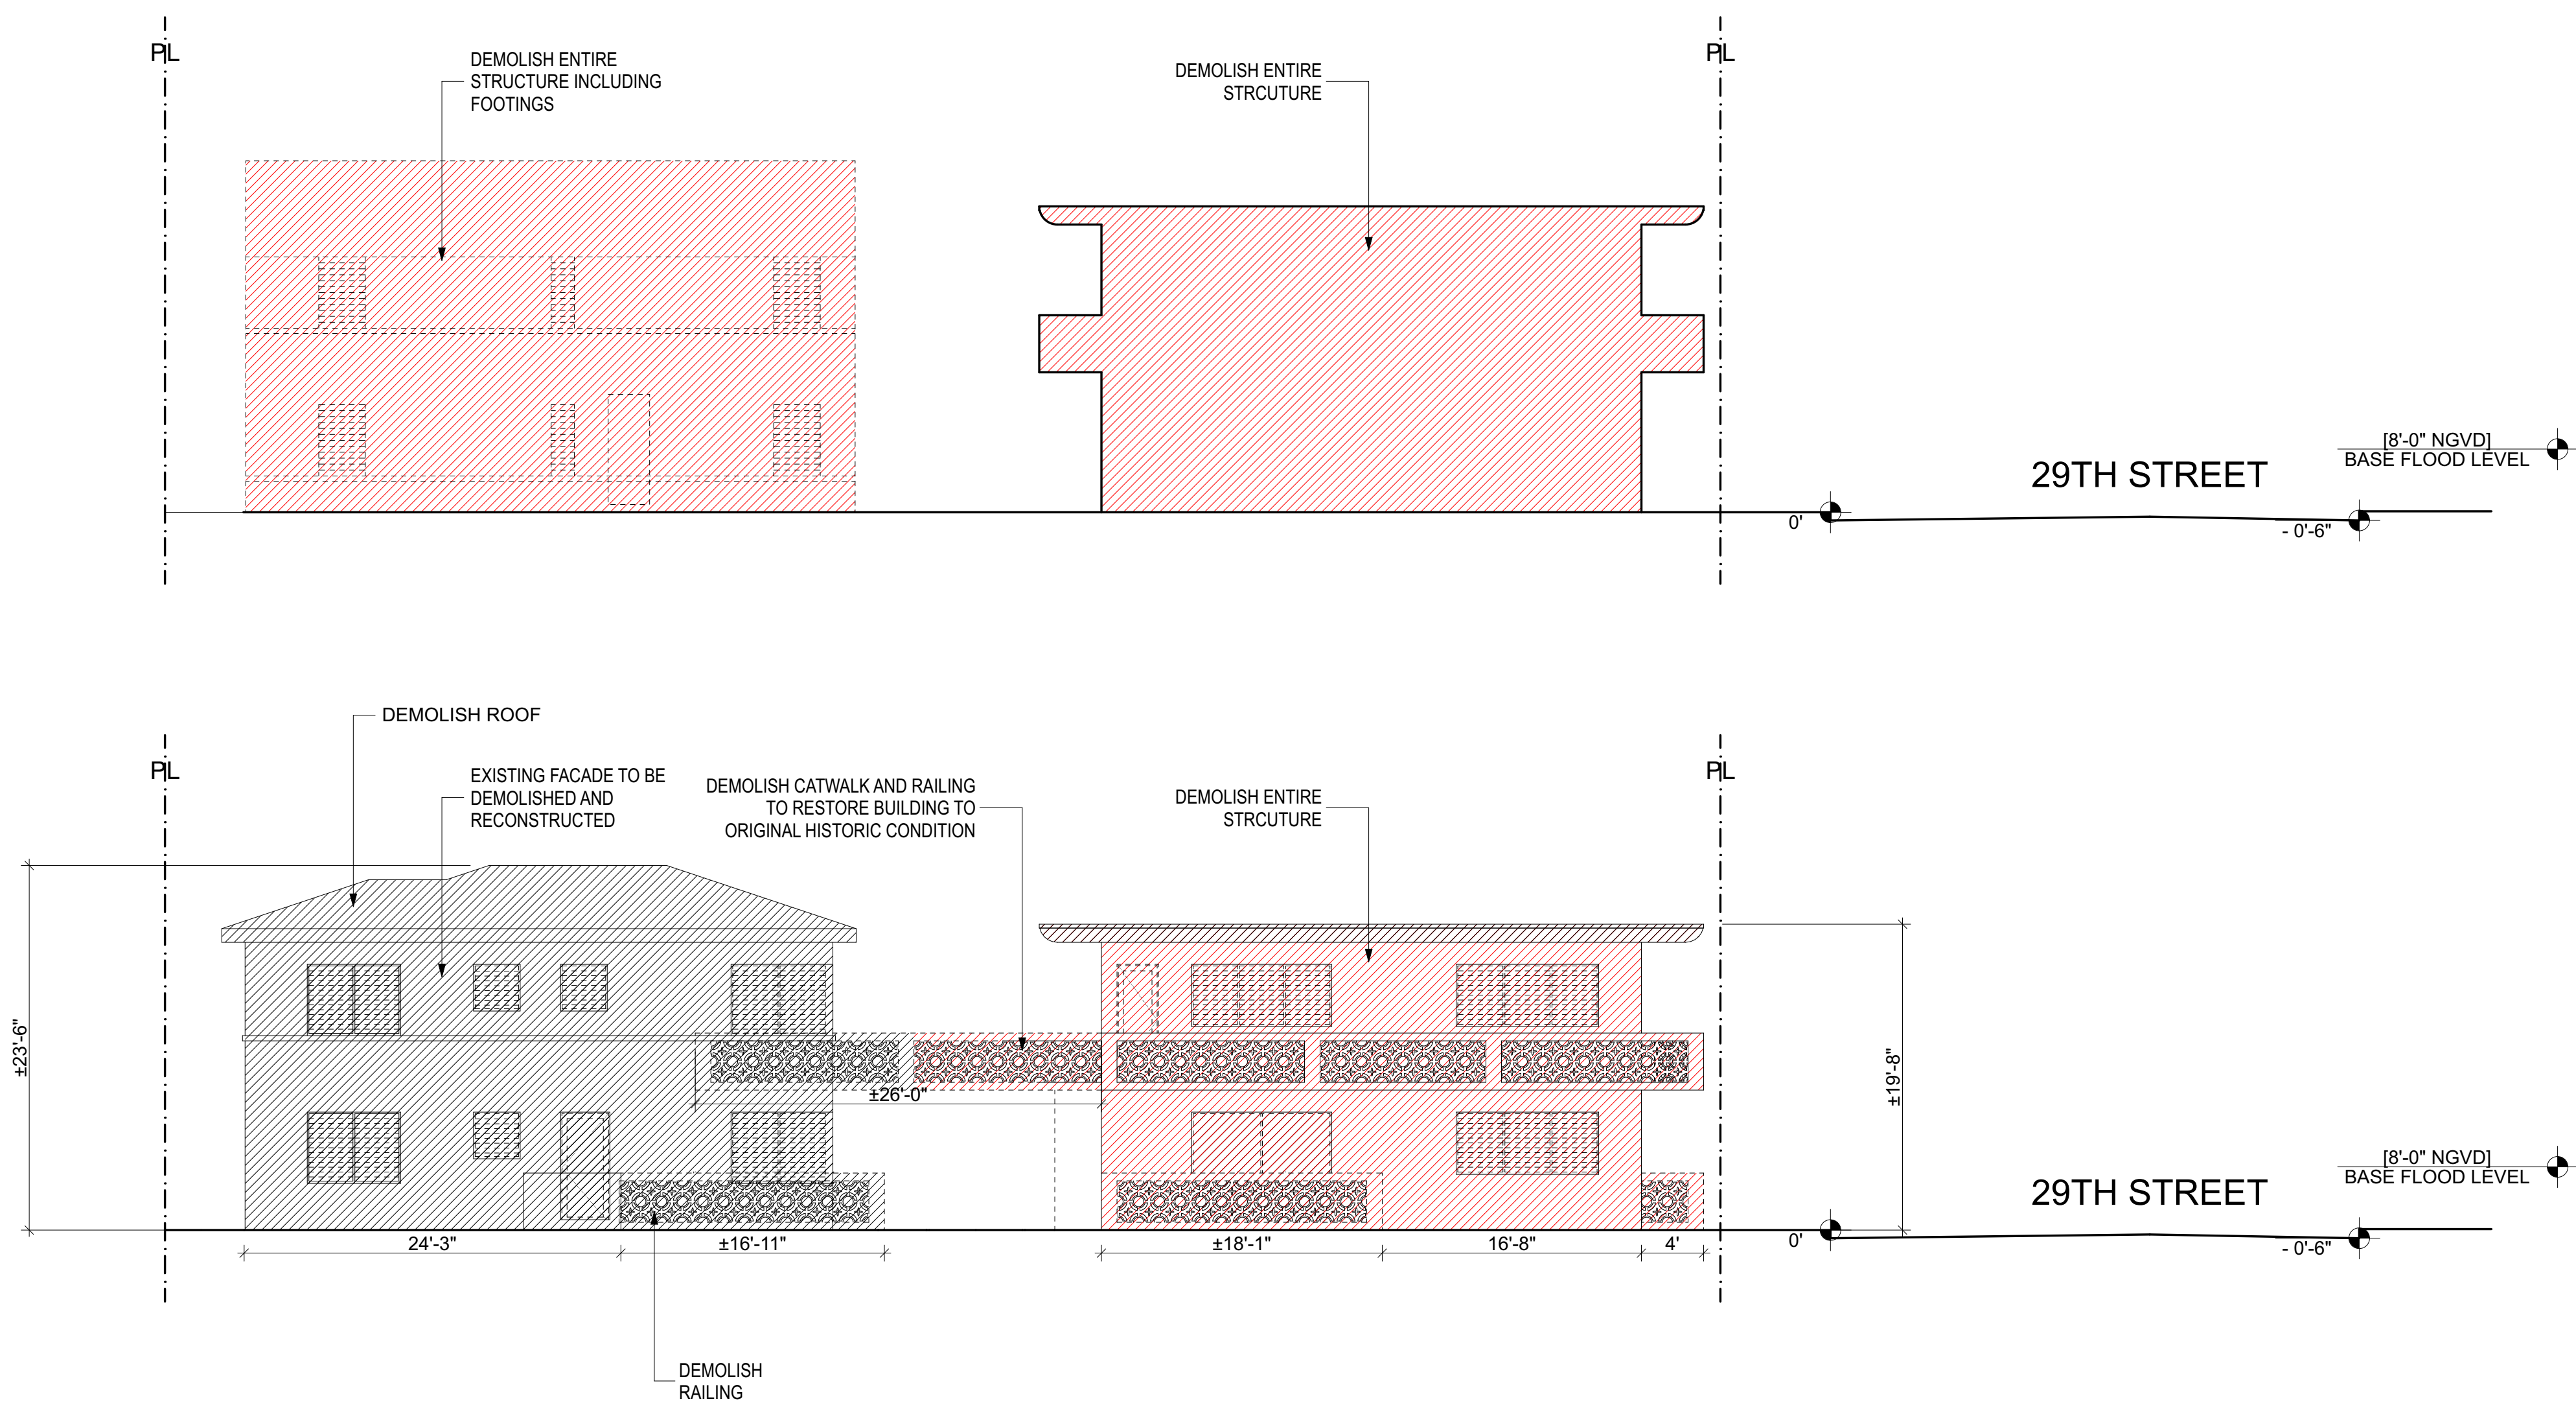 PL
PL
DEMOLISH ENTIRE
STRUCTURE INCLUDING
FOOTINGS
DEMOLISH ENTIRE
STRCUTURE
[8'-0" NGVD]
BASE FLOOD LEVEL
29TH STREET
0'
- 0'-6"
DEMOLISH ROOF
PL
PL
EXISTING FACADE TO BE
DEMOLISHED AND
RECONSTRUCTED
DEMOLISH CATWALK AND RAILING
TO RESTORE BUILDING TO
ORIGINAL HISTORIC CONDITION
DEMOLISH ENTIRE
STRCUTURE
±23'-6"
±26'-0"
±19'-8"
[8'-0" NGVD]
BASE FLOOD LEVEL
29TH STREET
24'-3"
±16'-11"
±18'-1"
16'-8"
4'
0'
- 0'-6"
DEMOLISH
RAILING